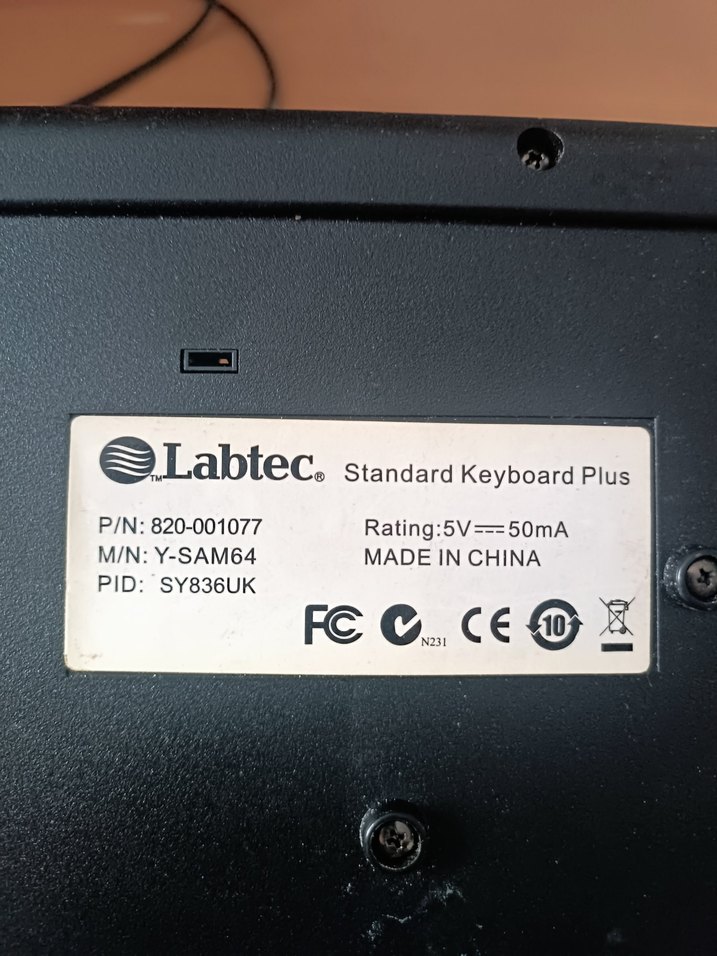 Labtec® Standard Keyboard Plus
TM
P/N: 820-001077 Rating:5V⎓50mA
M/N: Y-SAM64 MADE IN CHINA
PID: SY836UK
FC N231 CE 10